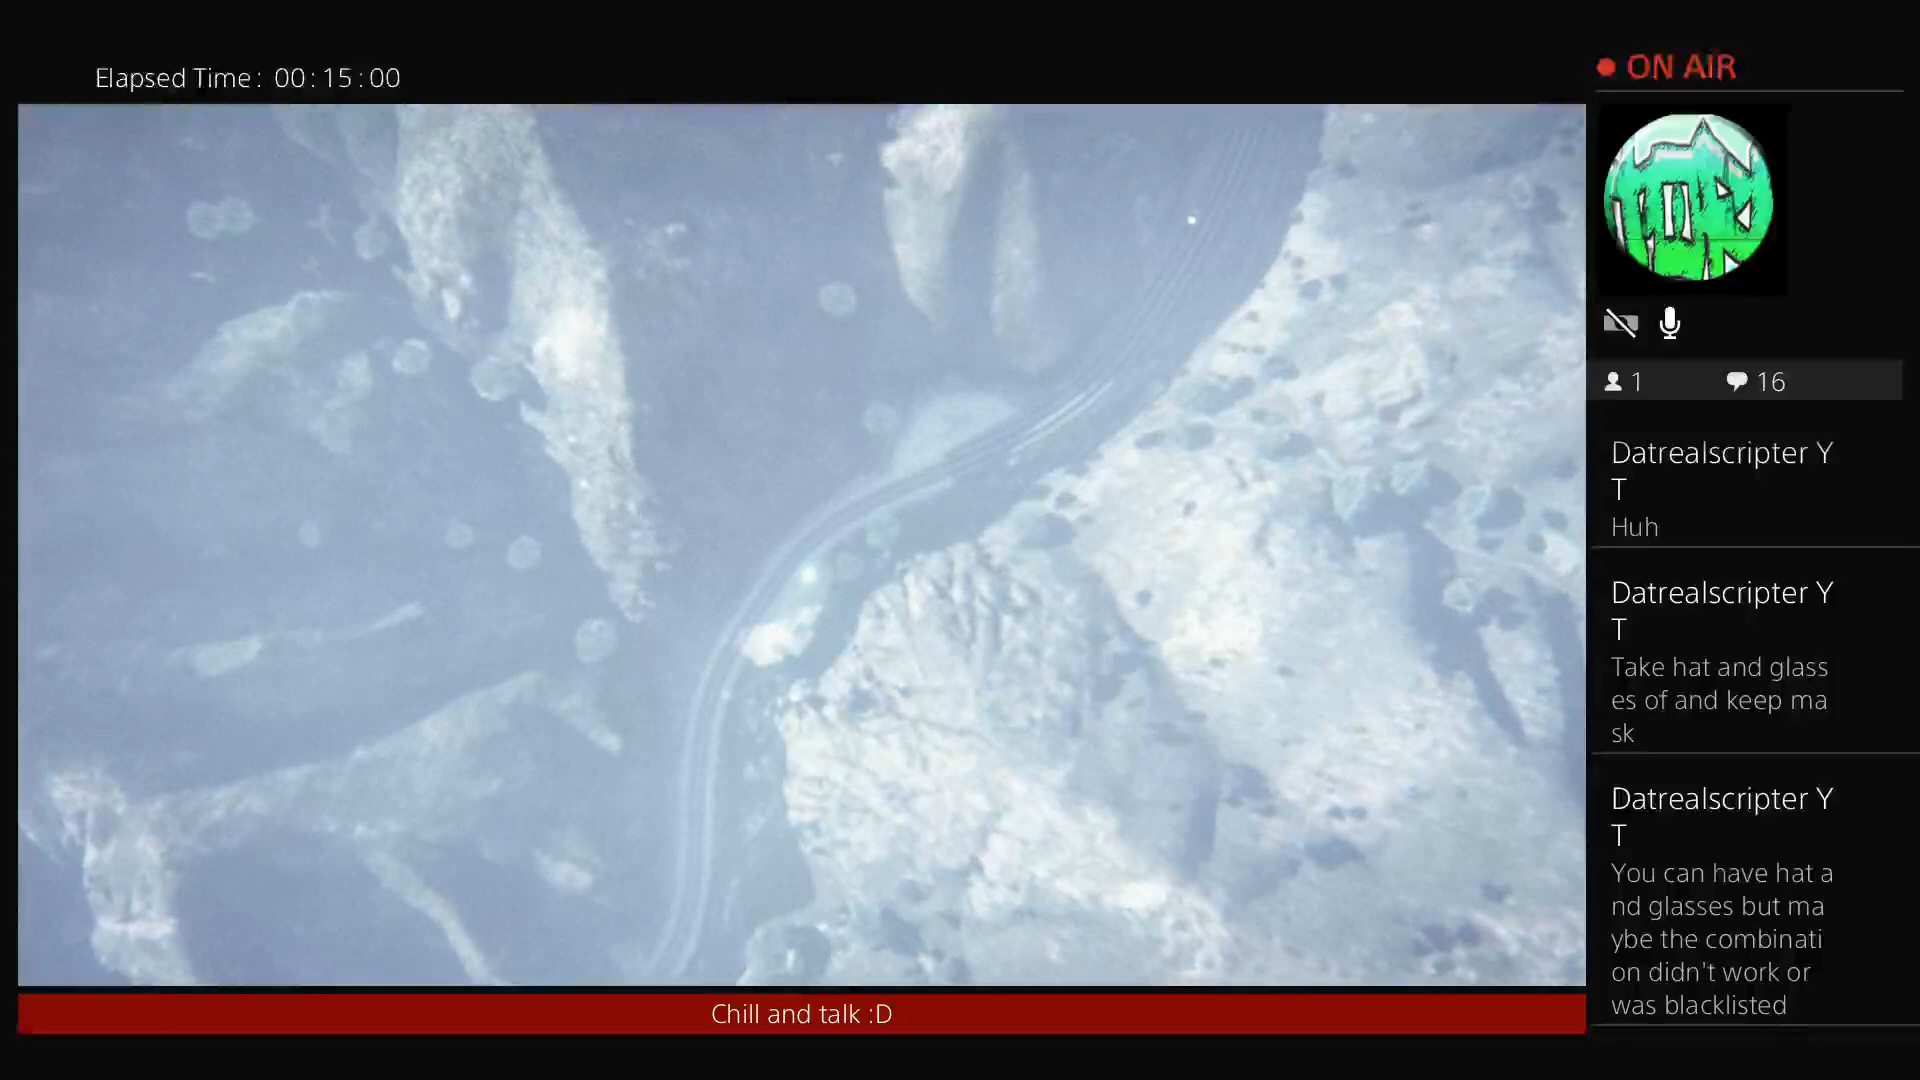 Elapsed Time: 00:15:00
ON AIR
1
16
Datrealscripter Y
T
Huh
Datrealscripter Y
T
Take hat and glass
es of and keep ma
sk
Datrealscripter Y
T
You can have hat a
nd glasses but ma
ybe the combinati
on didn't work or
was blacklisted
Chill and talk :D